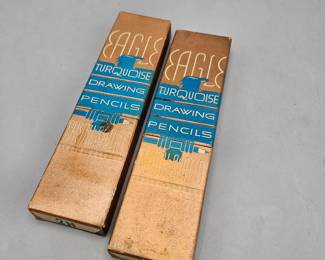 EAGLE
TURQUOISE
DRAWING
PENCILS
EAGLE
TURQUOISE
DRAWING
PENCILS